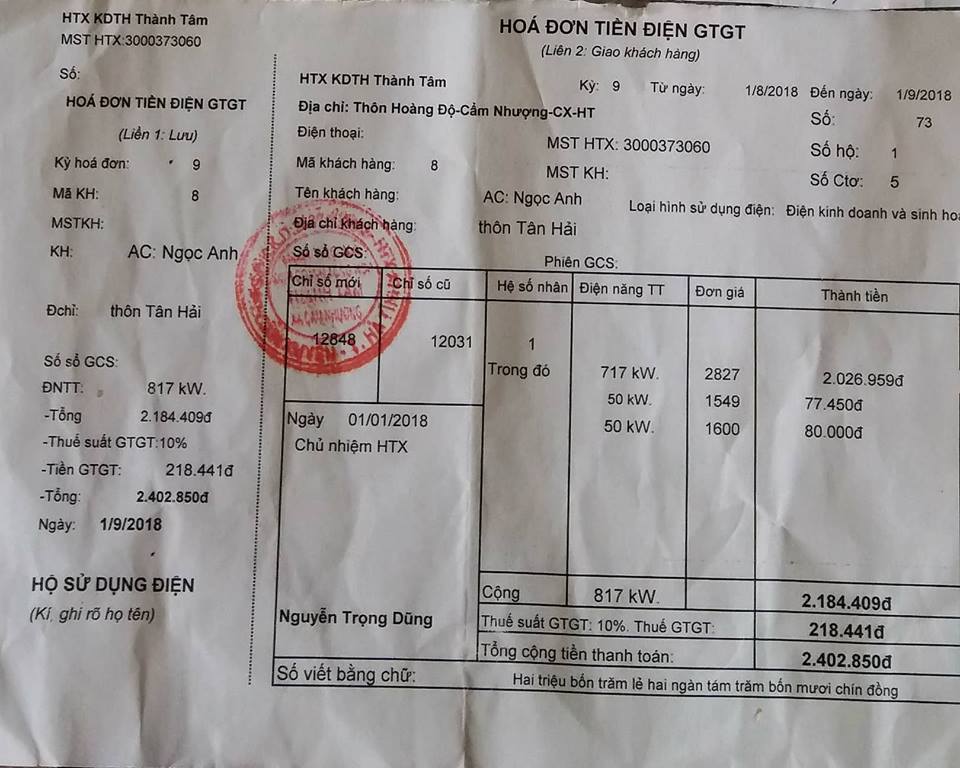 HTX KDTH Thành Tâm
MST HTX:3000373060
Số:
HOÁ ĐƠN TIỀN ĐIỆN GTGT
(Liền 1: Lưu)
Kỳ hoá đơn: 9
Mã KH: 8
MSTKH:
KH: AC: Ngọc Anh
Đchỉ: thôn Tân Hải
Số sổ GCS:
ĐNTT: 817 kW.
-Tổng 2.184.409đ
-Thuế suất GTGT:10%
-Tiền GTGT: 218.441đ
-Tổng: 2.402.850đ
Ngày: 1/9/2018
HỘ SỬ DỤNG ĐIỆN
(Kí, ghi rõ họ tên)
HOÁ ĐƠN TIỀN ĐIỆN GTGT
(Liên 2: Giao khách hàng)
HTX KDTH Thành Tâm
Kỳ: 9 Từ ngày: 1/8/2018 Đến ngày: 1/9/2018
Địa chỉ: Thôn Hoàng Độ-Cẩm Nhượng-CX-HT
Số: 73
Điện thoại:
MST HTX: 3000373060
Số hộ: 1
Mã khách hàng: 8
MST KH:
Số Ctơ: 5
Tên khách hàng: AC: Ngọc Anh
Loại hình sử dụng điện: Điện kinh doanh và sinh hoạ
Địa chỉ khách hàng: thôn Tân Hải
Số sổ GCS:
Phiên GCS:
Chỉ số mới Chỉ số cũ Hệ số nhân Điện năng TT Đơn giá Thành tiền
12848 12031 1
Trong đó 717 kW. 2827 2.026.959đ
50 kW. 1549 77.450đ
50 kW. 1600 80.000đ
Ngày 01/01/2018
Chủ nhiệm HTX
Nguyễn Trọng Dũng
Cộng 817 kW. 2.184.409đ
Thuế suất GTGT: 10%. Thuế GTGT: 218.441đ
Tổng cộng tiền thanh toán: 2.402.850đ
Số viết bằng chữ: Hai triệu bốn trăm lẻ hai ngàn tám trăm bốn mươi chín đồng